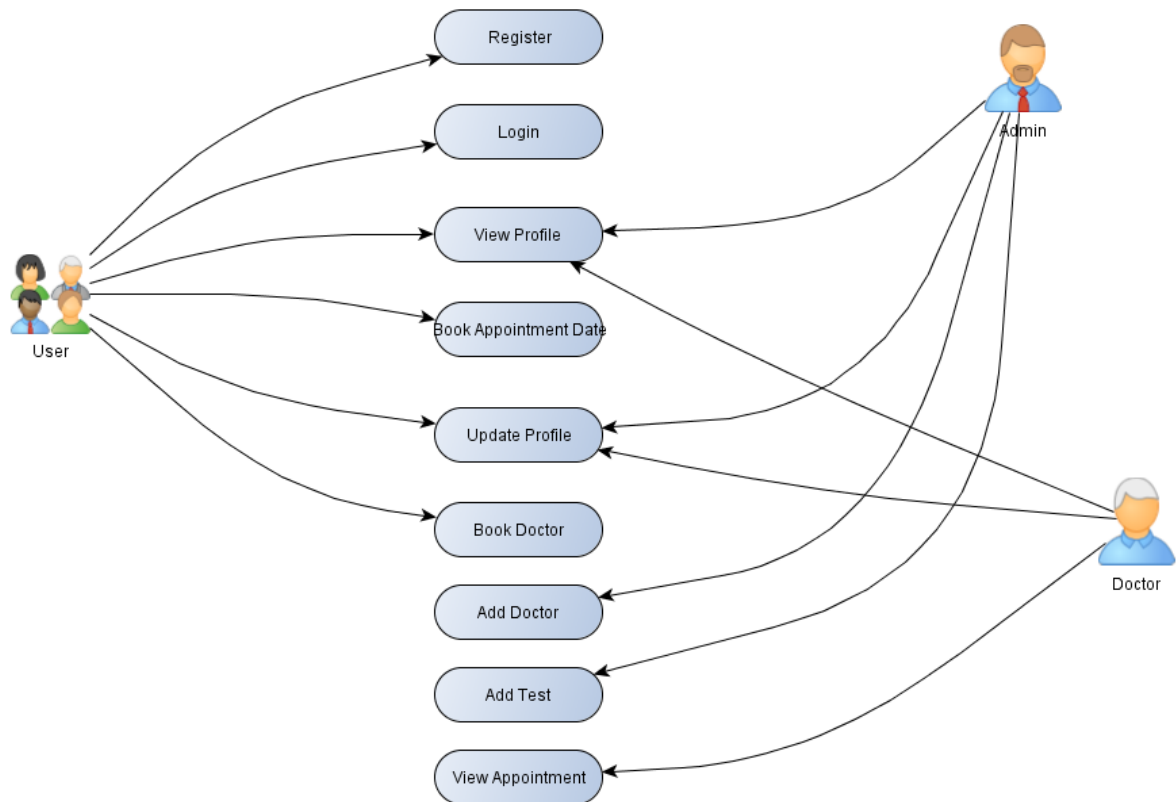 Register
Admin
Login
View Profile
Book Appointment Date
User
Update Profile
Book Doctor
Doctor
Add Doctor
Add Test
View Appointment